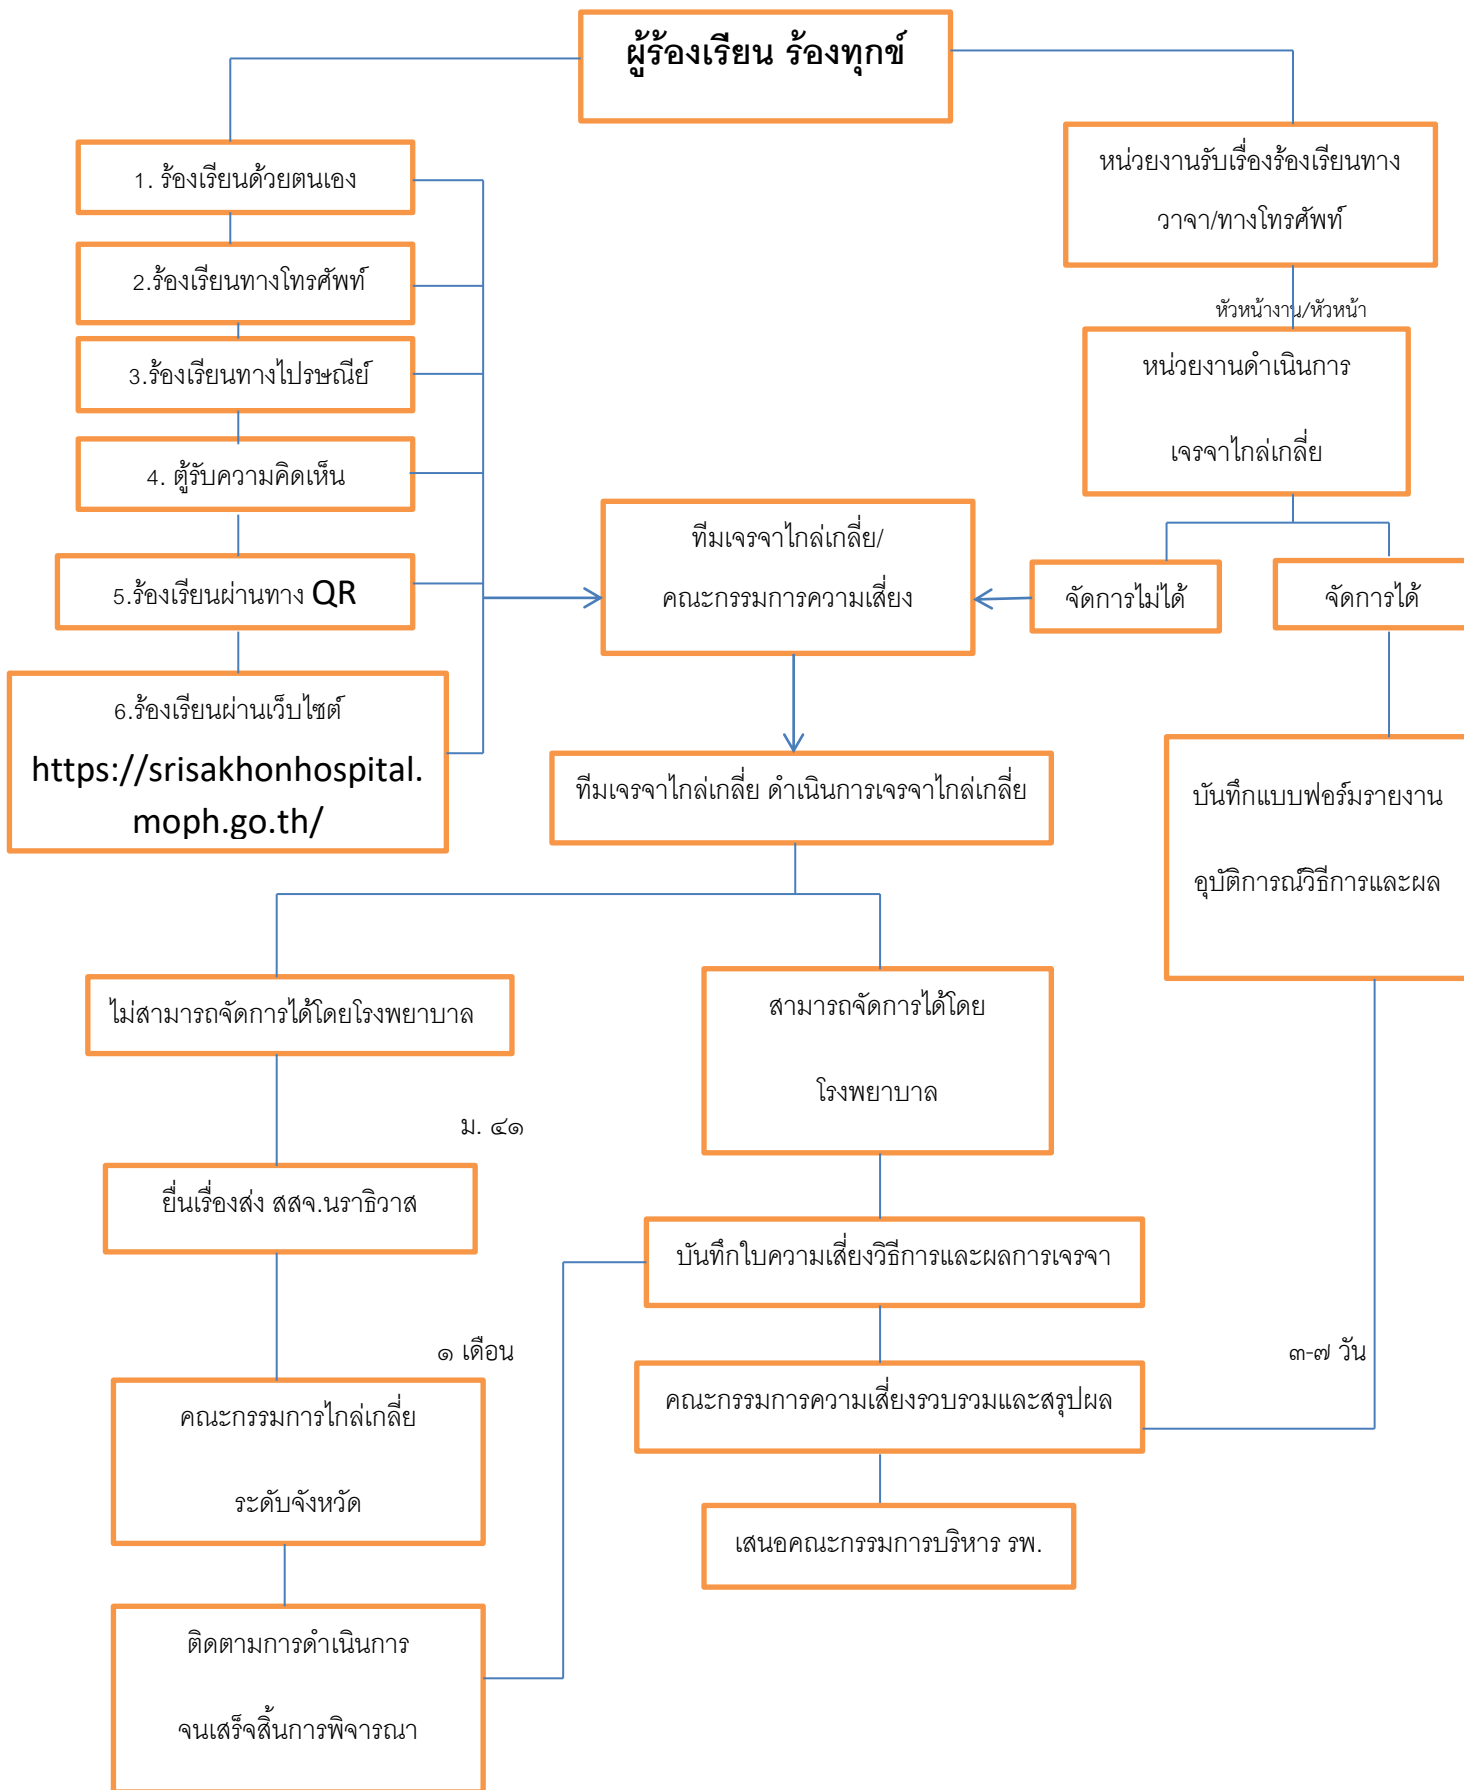 ผู้ร้องเรียน ร้องทุกข์
1. ร้องเรียนด้วยตนเอง
2.ร้องเรียนทางโทรศัพท์
3.ร้องเรียนทางไปรษณีย์
4. ตู้รับความคิดเห็น
5.ร้องเรียนผ่านทาง QR
6.ร้องเรียนผ่านเว็บไซต์
https://srisakhonhospital.
moph.go.th/
หน่วยงานรับเรื่องร้องเรียนทาง
วาจา/ทางโทรศัพท์
หัวหน้างาน/หัวหน้า
หน่วยงานดำเนินการ
เจรจาไกล่เกลี่ย
จัดการไม่ได้
จัดการได้
ทีมเจรจาไกล่เกลี่ย/
คณะกรรมการความเสี่ยง
ทีมเจรจาไกล่เกลี่ย ดำเนินการเจรจาไกล่เกลี่ย
บันทึกแบบฟอร์มรายงาน
อุบัติการณ์วิธีการและผล
ไม่สามารถจัดการได้โดยโรงพยาบาล
สามารถจัดการได้โดย
โรงพยาบาล
ม. ๔๑
ยื่นเรื่องส่ง สสจ.นราธิวาส
บันทึกใบความเสี่ยงวิธีการและผลการเจรจา
๑ เดือน
๓-๗ วัน
คณะกรรมการไกล่เกลี่ย
ระดับจังหวัด
คณะกรรมการความเสี่ยงรวบรวมและสรุปผล
เสนอคณะกรรมการบริหาร รพ.
ติดตามการดำเนินการ
จนเสร็จสิ้นการพิจารณา